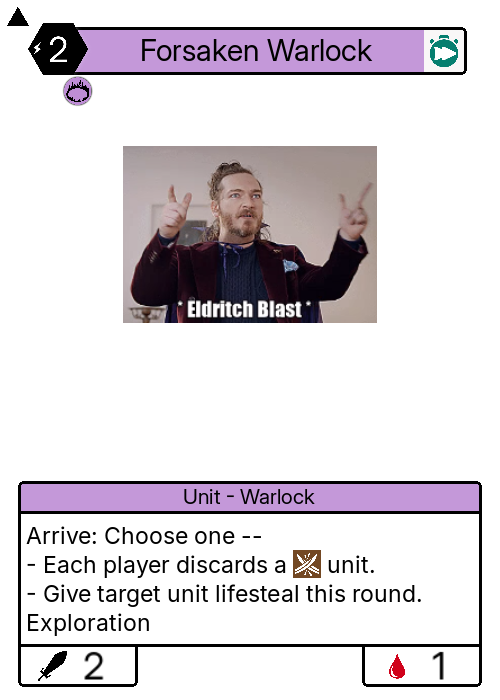 2
Forsaken Warlock
* Eldritch Blast *
Unit - Warlock
Arrive: Choose one --
- Each player discards a unit.
- Give target unit lifesteal this round.
Exploration
2
1